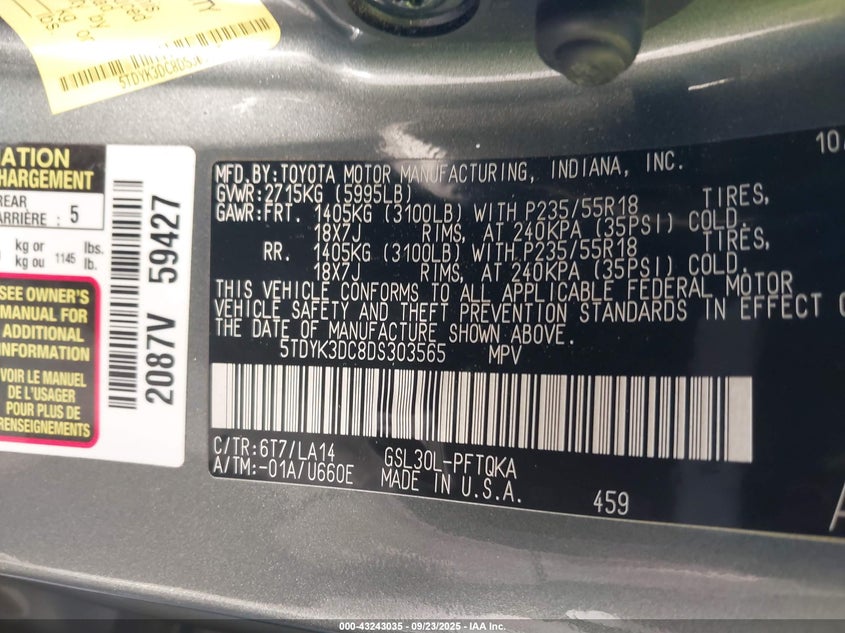 5TDYK3DC8DS
ATION
CHARGEMENT
REAR
ARRIÈRE : 5
kg or 1145 lbs.
kg ou lb.
SEE OWNER'S
MANUAL FOR
ADDITIONAL
INFORMATION
VOIR LE MANUEL
DE L'USAGER
POUR PLUS DE
RENSEIGNEMENTS
2087V 59427
10
MFD.BY:TOYOTA MOTOR MANUFACTURING, INDIANA, INC.
GVWR:2715KG (5995LB)
GAWR:FRT. 1405KG (3100LB) WITH P235/55R18 TIRES,
18X7J RIMS, AT 240KPA (35PSI) COLD.
RR. 1405KG (3100LB) WITH P235/55R18 TIRES,
18X7J RIMS, AT 240KPA (35PSI) COLD.
THIS VEHICLE CONFORMS TO ALL APPLICABLE FEDERAL MOTOR
VEHICLE SAFETY AND THEFT PREVENTION STANDARDS IN EFFECT
THE DATE OF MANUFACTURE SHOWN ABOVE.
5TDYK3DC8DS303565 MPV
C/TR:6T7/LA14 GSL30L-PFTQKA
A/TM:-01A/U660E MADE IN U.S.A.
459
000-43243035 - 09/23/2025 - IAA Inc.